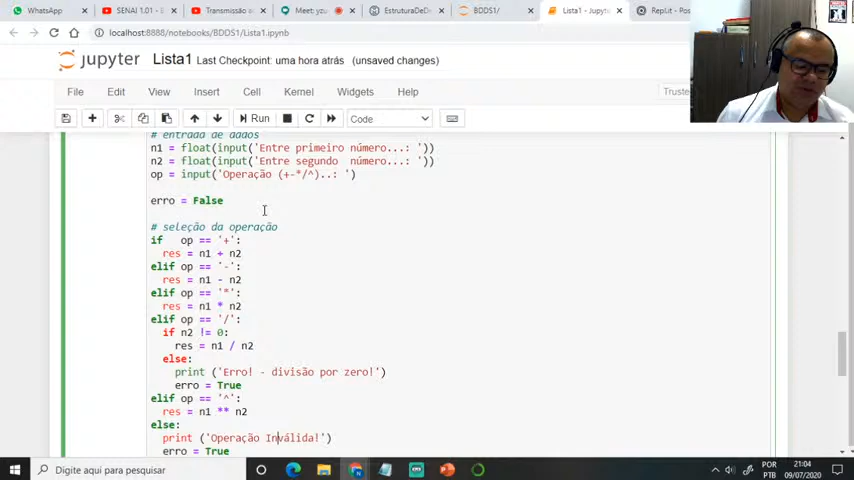 WhatsApp
SENAI 1.01 -
Transmissão
Meet: yzu
EstruturaDeDe
BDDS1/
Lista1 - Jupyte
Repl.it - Pos
localhost:8888/notebooks/BDDS1/Lista1.ipynb
jupyter Lista1 Last Checkpoint: uma hora atrás (unsaved changes)
File Edit View Insert Cell Kernel Widgets Help
Truste
Run Code
# entrada de dados
n1 = float(input('Entre primeiro número...: '))
n2 = float(input('Entre segundo  número...: '))
op = input('Operação (+-*/^)..: ')
erro = False
# seleção da operação
if   op == '+':
res = n1 + n2
elif op == '-':
res = n1 - n2
elif op == '*':
res = n1 * n2
elif op == '/':
if n2 != 0:
res = n1 / n2
else:
print ('Erro! - divisão por zero!')
erro = True
elif op == '^':
res = n1 ** n2
else:
print ('Operação Inválida!')
erro = True
Digite aqui para pesquisar
POR
PTB
21:04
09/07/2020